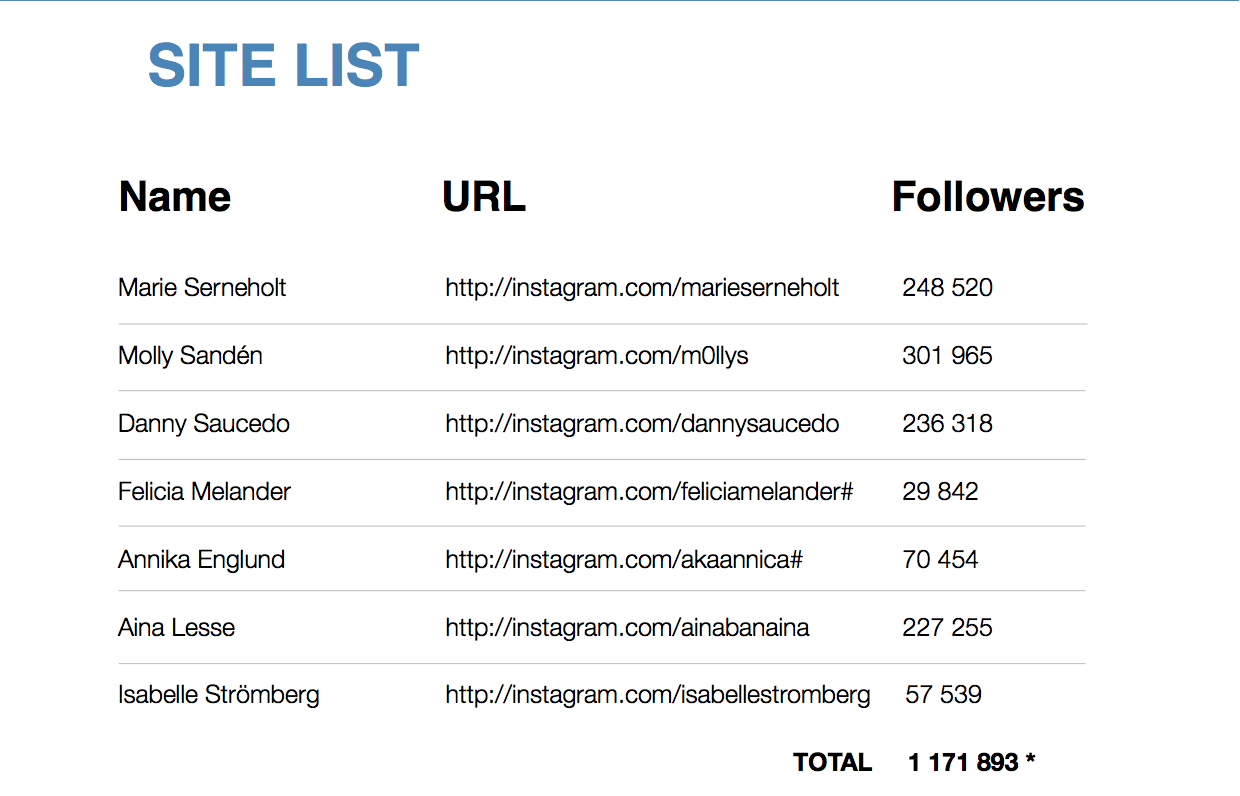 SITE LIST
Name URL Followers
Marie Serneholt http://instagram.com/marieserneholt 248 520
Molly Sandén http://instagram.com/m0llys 301 965
Danny Saucedo http://instagram.com/dannysaucedo 236 318
Felicia Melander http://instagram.com/feliciamelander# 29 842
Annika Englund http://instagram.com/akaannica# 70 454
Aina Lesse http://instagram.com/ainabanaina 227 255
Isabelle Strömberg http://instagram.com/isabellestromberg 57 539
TOTAL 1 171 893 *